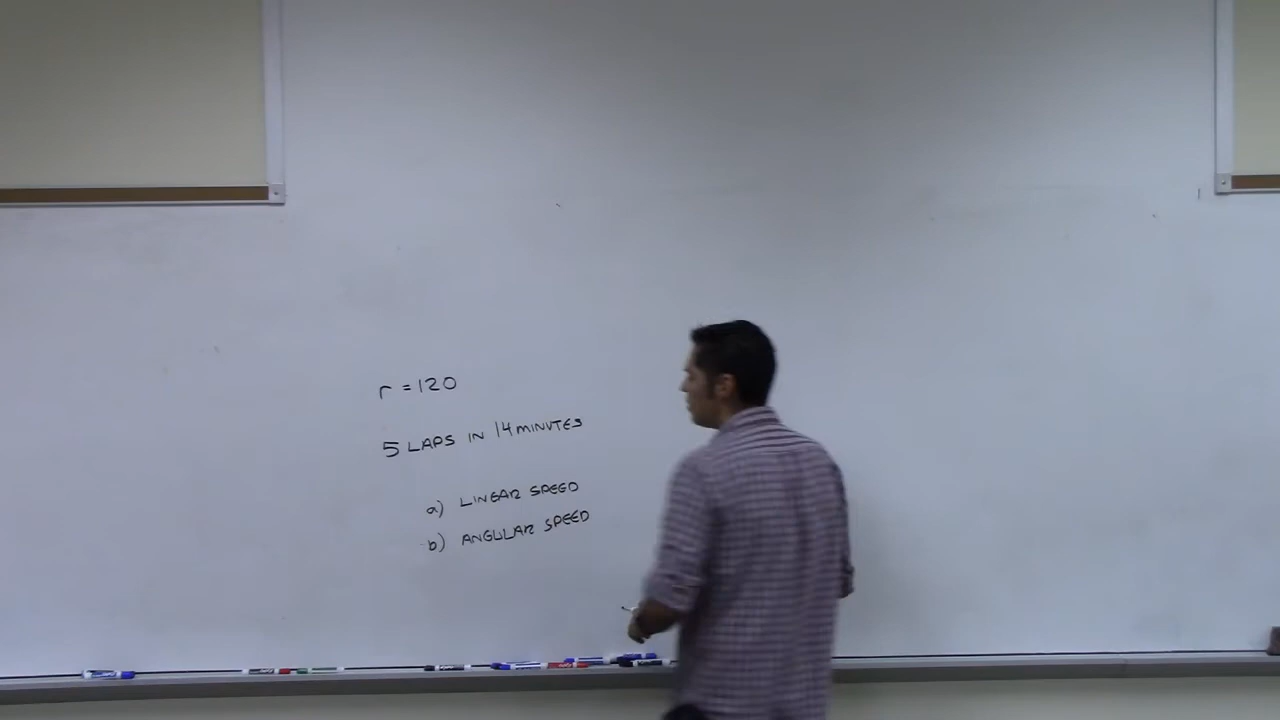 r = 120
5 LAPS IN 14 MINUTES
a) LINEAR SPEED
b) ANGULAR SPEED